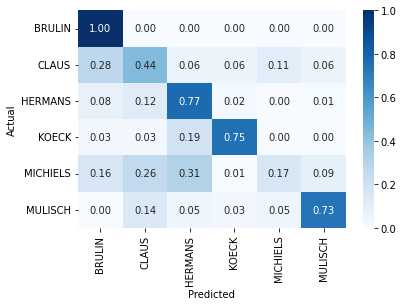 BRULIN 1.00 0.00 0.00 0.00 0.00 0.00
CLAUS 0.28 0.44 0.06 0.06 0.11 0.06
HERMANS 0.08 0.12 0.77 0.02 0.00 0.01
KOECK 0.03 0.03 0.19 0.75 0.00 0.00
MICHIELS 0.16 0.26 0.31 0.01 0.17 0.09
MULISCH 0.00 0.14 0.05 0.03 0.05 0.73
BRULIN CLAUS HERMANS KOECK MICHIELS MULISCH
Predicted
Actual
1.0
0.8
0.6
0.4
0.2
0.0